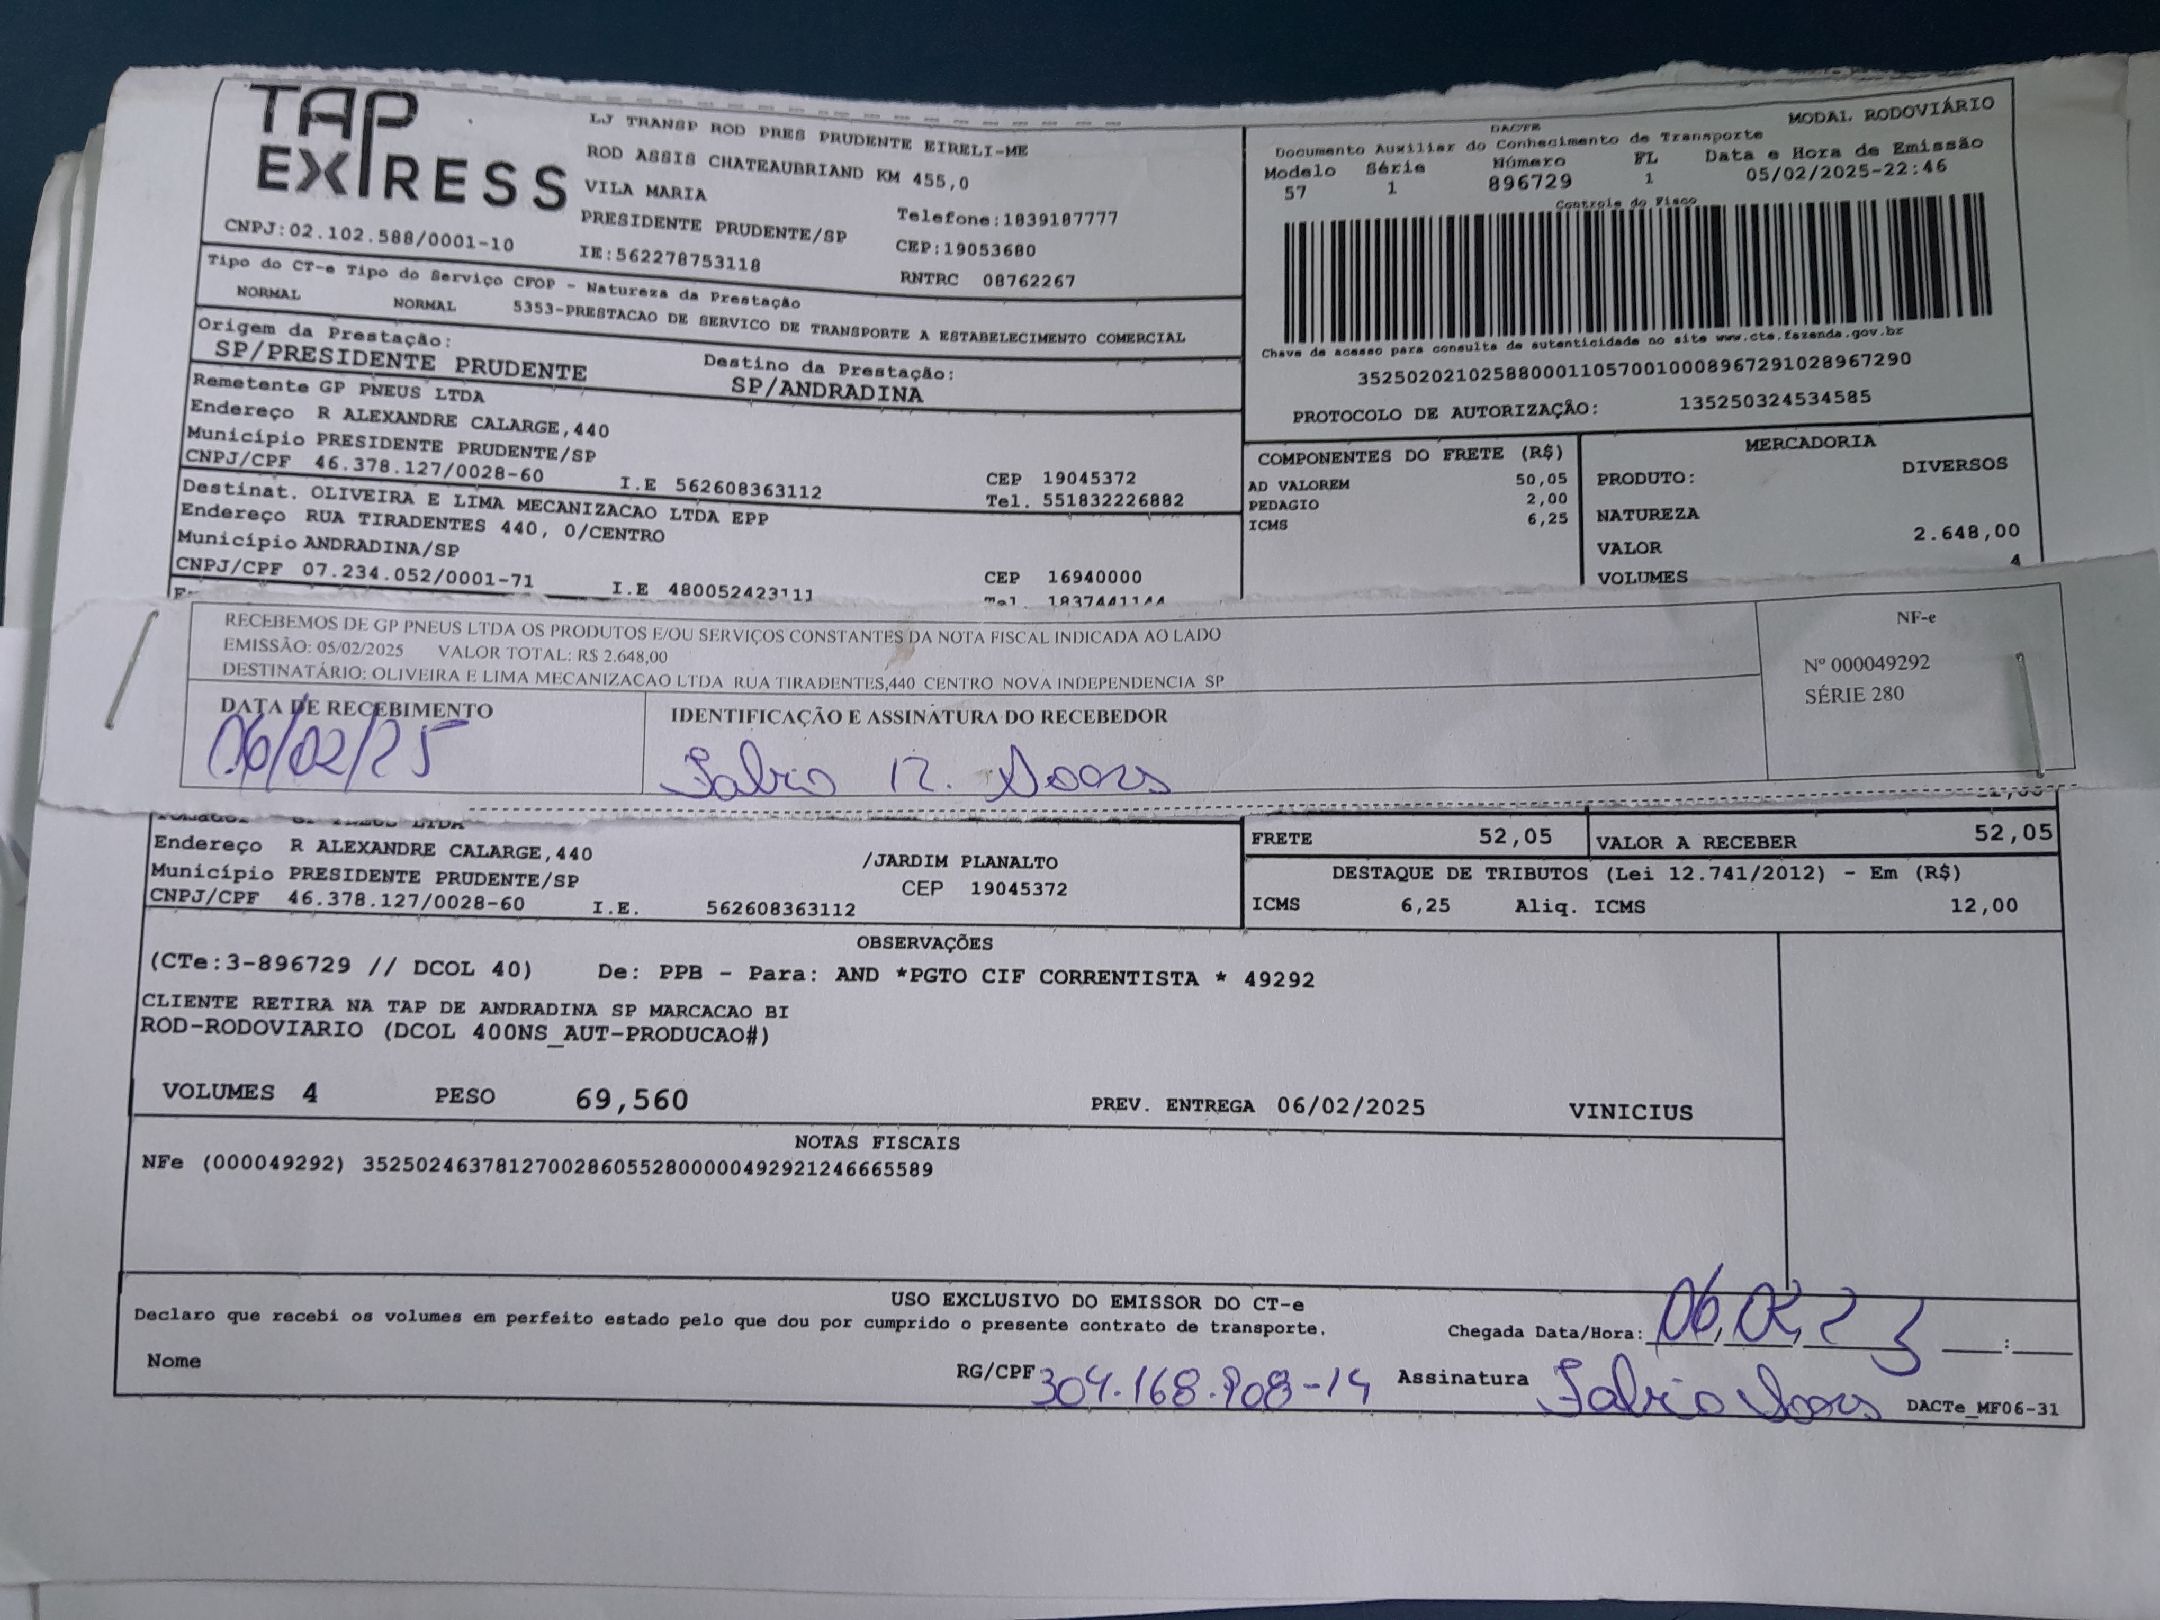 TAP EXPRESS
LJ TRANSP ROD PRES PRUDENTE EIRELI-ME
ROD ASSIS CHATEAUBRIAND KM 455,0
VILA MARIA
PRESIDENTE PRUDENTE/SP Telefone:1839187777
CEP:19053680
CNPJ:02.102.588/0001-10 IE:562278753118 RNTRC 08762267
Tipo do CT-e Tipo do Serviço CFOP - Natureza da Prestação
NORMAL NORMAL 5353-PRESTACAO DE SERVICO DE TRANSPORTE A ESTABELECIMENTO COMERCIAL
Origem da Prestação: Destino da Prestação:
SP/PRESIDENTE PRUDENTE SP/ANDRADINA
Remetente GP PNEUS LTDA
Endereço R ALEXANDRE CALARGE,440
Município PRESIDENTE PRUDENTE/SP CEP 19045372
CNPJ/CPF 46.378.127/0028-60 I.E 562608363112 Tel. 551832226882
Destinat. OLIVEIRA E LIMA MECANIZACAO LTDA EPP
Endereço RUA TIRADENTES 440, 0/CENTRO
Município ANDRADINA/SP CEP 16940000
CNPJ/CPF 07.234.052/0001-71 I.E 480052423111 Tel. 1837441144
DACTE MODAL RODOVIÁRIO
Documento Auxiliar do Conhecimento de Transporte
Modelo Série Número FL Data e Hora de Emissão
57 1 896729 1 05/02/2025-22:46
Controle do Fisco
Chave de acesso para consulta de autenticidade no site www.cte.fazenda.gov.br
35250202102588000110570010008967291028967290
PROTOCOLO DE AUTORIZAÇÃO: 135250324534585
COMPONENTES DO FRETE (R$)
AD VALOREM 50,05
PEDAGIO 2,00
ICMS 6,25
MERCADORIA
PRODUTO: DIVERSOS
NATUREZA
VALOR 2.648,00
VOLUMES 4
RECEBEMOS DE GP PNEUS LTDA OS PRODUTOS E/OU SERVIÇOS CONSTANTES DA NOTA FISCAL INDICADA AO LADO
EMISSÃO: 05/02/2025 VALOR TOTAL: R$ 2.648,00
DESTINATÁRIO: OLIVEIRA E LIMA MECANIZACAO LTDA RUA TIRADENTES,440 CENTRO NOVA INDEPENDENCIA SP
NF-e
Nº 000049292
SÉRIE 280
DATA DE RECEBIMENTO IDENTIFICAÇÃO E ASSINATURA DO RECEBEDOR
06/02/25 Fabio R.
GP PNEUS LTDA
Endereço R ALEXANDRE CALARGE,440 /JARDIM PLANALTO
Município PRESIDENTE PRUDENTE/SP CEP 19045372
CNPJ/CPF 46.378.127/0028-60 I.E. 562608363112
FRETE 52,05 VALOR A RECEBER 52,05
DESTAQUE DE TRIBUTOS (Lei 12.741/2012) - Em (R$)
ICMS 6,25 Aliq. ICMS 12,00
OBSERVAÇÕES
(CTe:3-896729 // DCOL 40) De: PPB - Para: AND *PGTO CIF CORRENTISTA * 49292
CLIENTE RETIRA NA TAP DE ANDRADINA SP MARCACAO BI
ROD-RODOVIARIO (DCOL 400NS_AUT-PRODUCAO#)
VOLUMES 4 PESO 69,560 PREV. ENTREGA 06/02/2025 VINICIUS
NOTAS FISCAIS
NFe (000049292) 35250246378127002860552800000492921246665589
USO EXCLUSIVO DO EMISSOR DO CT-e
Declaro que recebi os volumes em perfeito estado pelo que dou por cumprido o presente contrato de transporte.
Chegada Data/Hora: 06,02,25 :
Nome RG/CPF 304.168.908-14 Assinatura Fabio DACTe_MF06-31